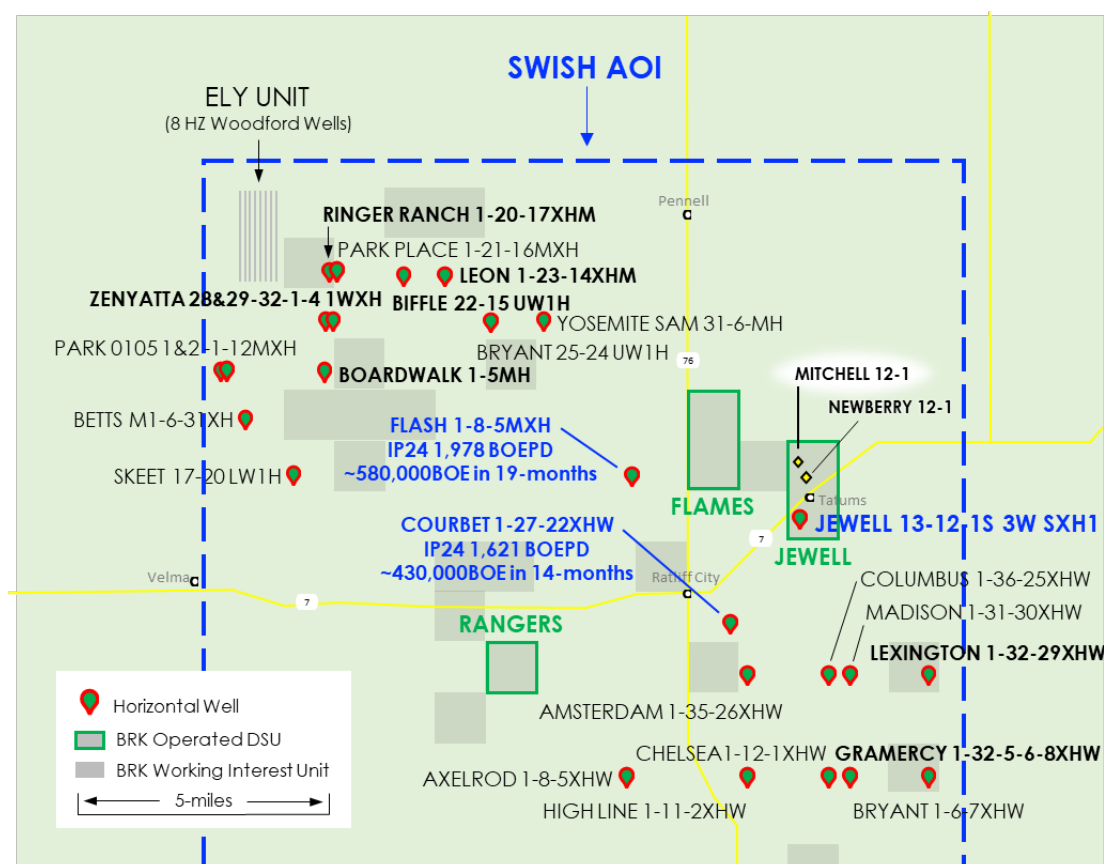 SWISH AOI
ELY UNIT
(8 HZ Woodford Wells)
Pennell
RINGER RANCH 1-20-17XHM
PARK PLACE 1-21-16MXH
LEON 1-23-14XHM
ZENYATTA 28&29-32-1-4 1WXH
BIFFLE 22-15 UW1H
YOSEMITE SAM 31-6-MH
PARK 0105 1&2 -1-12MXH
BRYANT 25-24 UW1H
76
BOARDWALK 1-5MH
MITCHELL 12-1
NEWBERRY 12-1
BETTS M1-6-31XH
FLASH 1-8-5MXH
IP24 1,978 BOEPD
~580,000BOE in 19-months
SKEET 17-20 LW1H
FLAMES
Tatums
COURBET 1-27-22XHW
IP24 1,621 BOEPD
~430,000BOE in 14-months
JEWELL 13-12-1S 3W SXH1
7
JEWELL
Velma
Ratliff City
COLUMBUS 1-36-25XHW
7
MADISON 1-31-30XHW
RANGERS
LEXINGTON 1-32-29XHW
Horizontal Well
BRK Operated DSU
BRK Working Interest Unit
5-miles
AMSTERDAM 1-35-26XHW
CHELSEA 1-12-1XHW
GRAMERCY 1-32-5-6-8XHW
AXELROD 1-8-5XHW
HIGH LINE 1-11-2XHW
BRYANT 1-6-7XHW